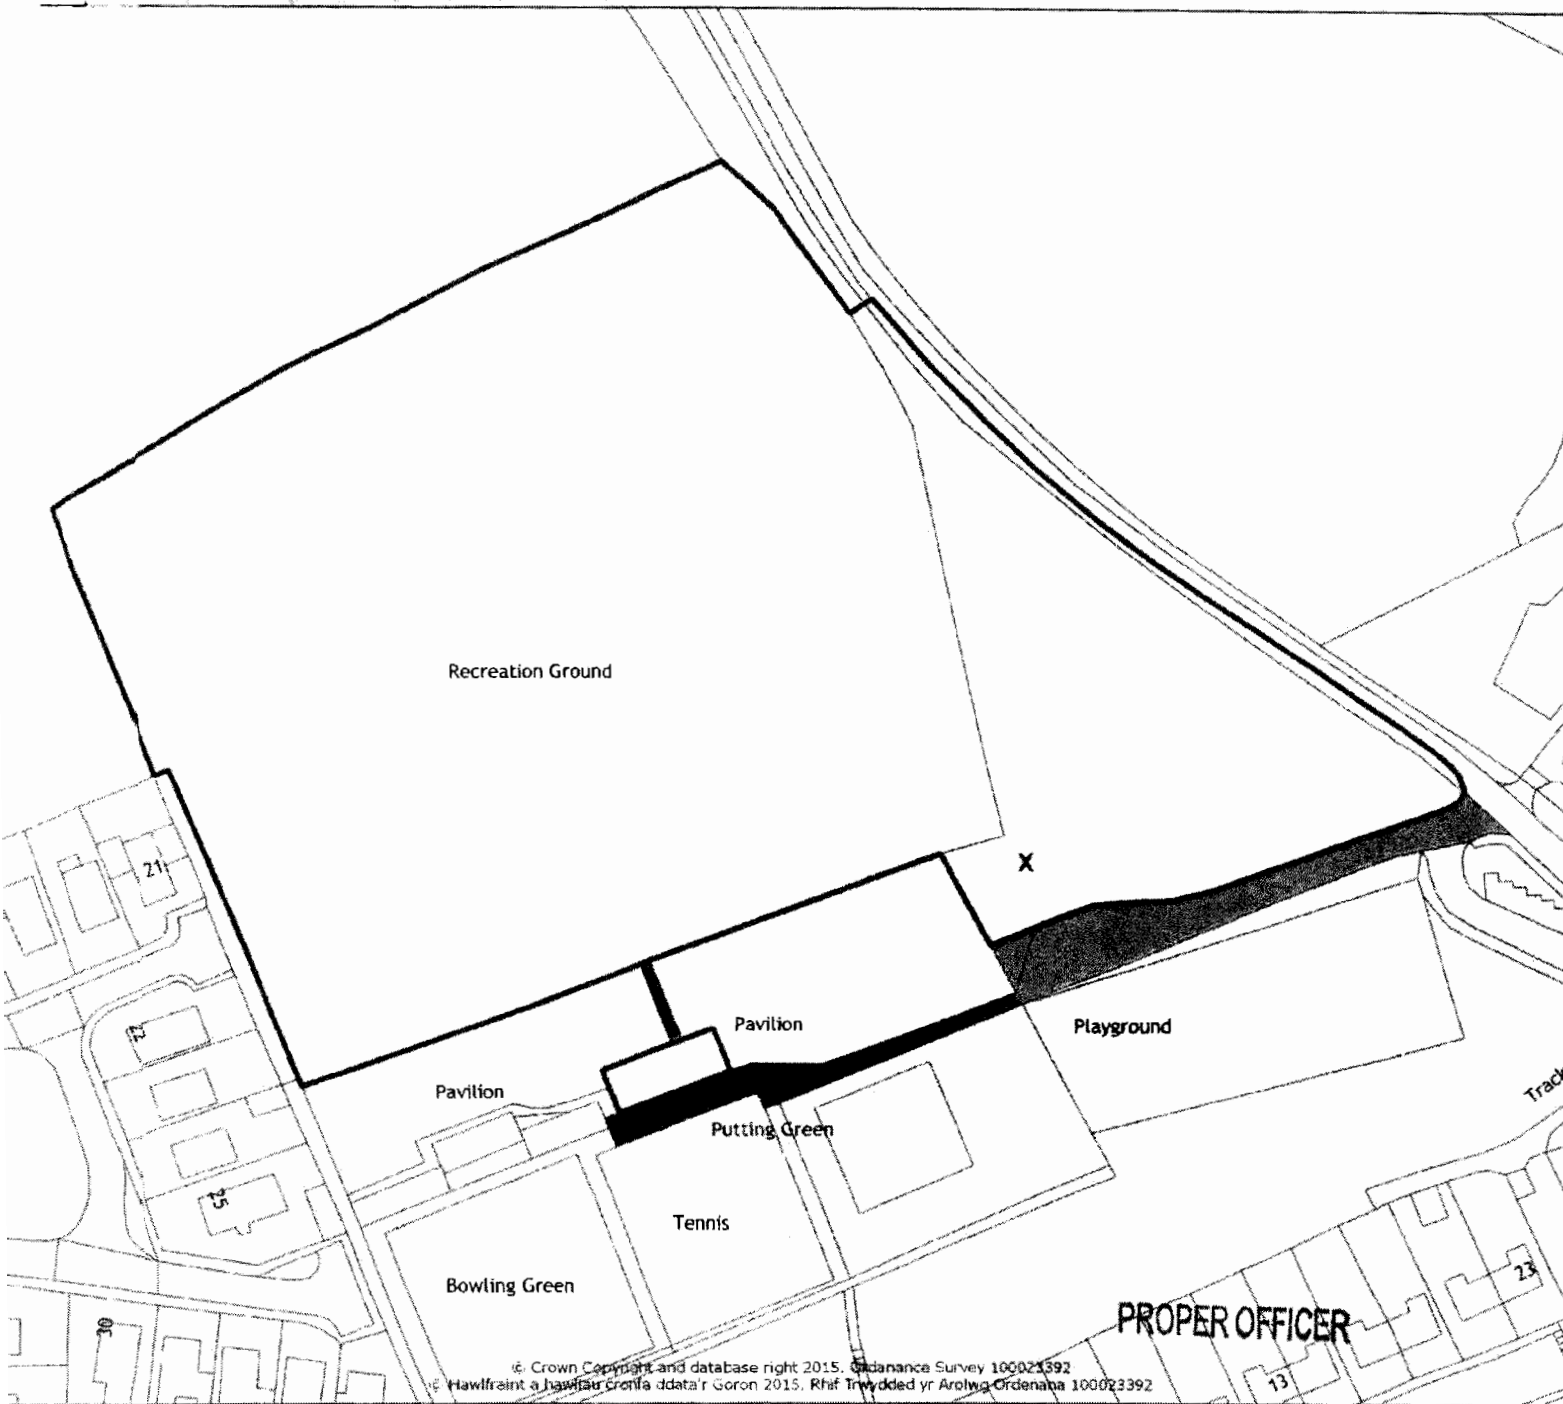 Recreation Ground
21
X
22
Pavilion
Playground
Pavilion
Track
Putting Green
25
Tennis
Bowling Green
23
30
PROPER OFFICER
© Crown Copyright and database right 2015. Ordanance Survey 100023392
© Hawlfraint a hawliau cronfa ddata'r Goron 2015. Rhif Trwydded yr Arolwg Ordenana 100023392
13